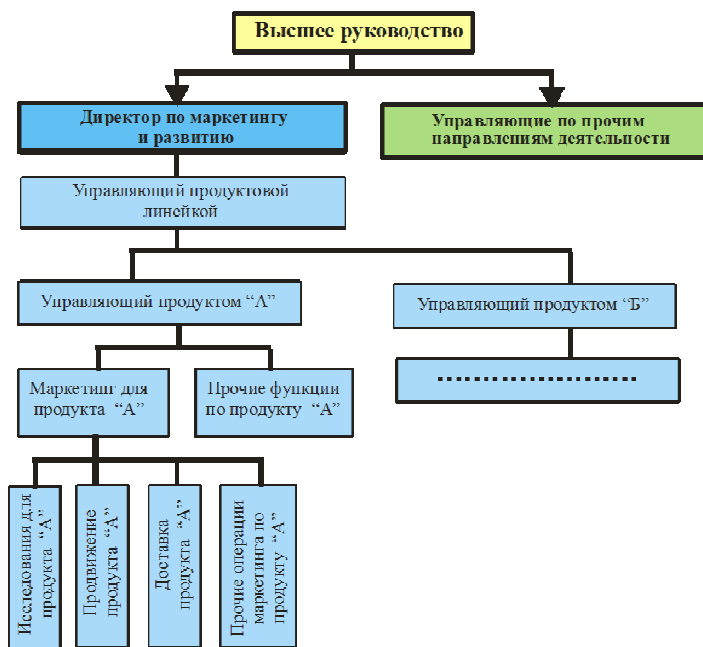 Высшее руководство
Директор по маркетингу
и развитию
Управляющие по прочим
направлениям деятельности
Управляющий продуктовой
линейкой
Управляющий продуктом “А”
Управляющий продуктом “Б”
Маркетинг для
продукта “А”
Прочие функции
по продукту “А”
Исследования для
продукта “А”
Продвижение
продукта “А”
Доставка
продукта “А”
Прочие операции
маркетинга по
продукту “А”